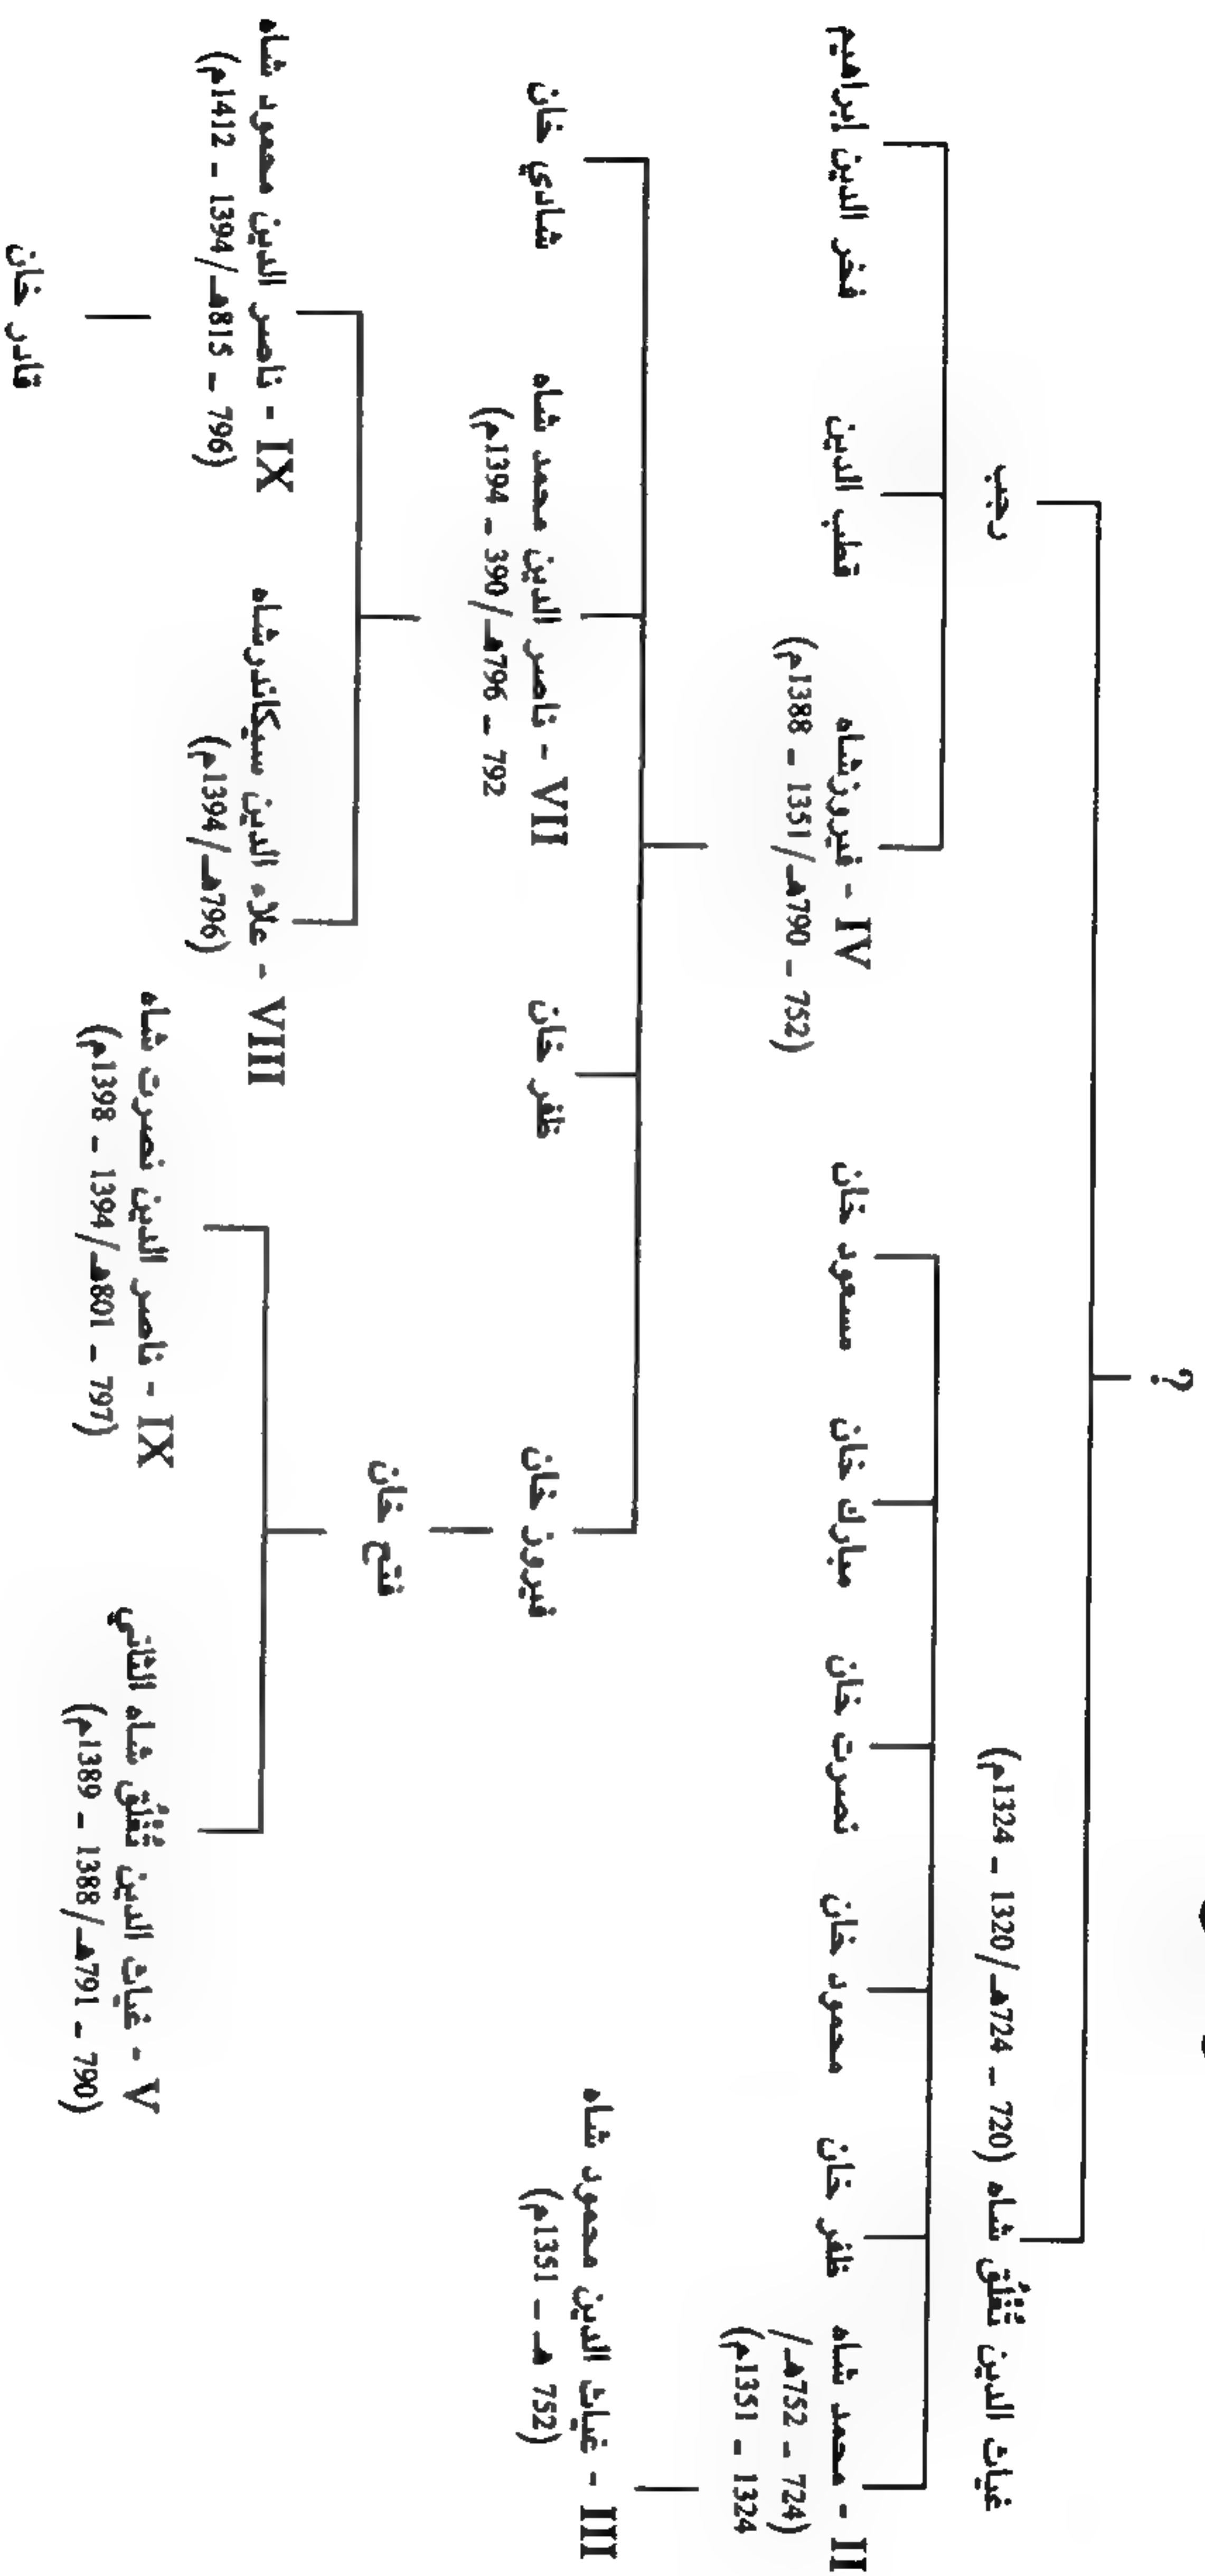 ?
غياث الدين تُغْلُق شاه (720 – 724هـ/1320 – 1324م)
رجب
II - محمد شاه
(724 – 752هـ/
1324 – 1351م)
ظفر خان
محمود خان
نصرت خان
مبارك خان
مسعود خان
IV - فيروزشاه
(752 – 790هـ/1351 – 1388م)
قطب الدين
فخر الدين إبراهيم
III - غياث الدين محمود شاه
(752 هـ – 1351م)
فيروز خان
ظفر خان
VII - ناصر الدين محمد شاه
792 – 796هـ/390 – 1394م)
شادي خان
فتح خان
VIII - علاء الدين سيكاندرشاه
(796هـ/1394م)
IX - ناصر الدين محمود شاه
(796 – 815هـ/1394 – 1412م)
V - غياث الدين تُغْلُق شاه الثاني
(790 – 791هـ/1388 – 1389م)
IX - ناصر الدين نصرت شاه
(797 – 801هـ/1394 – 1398م)
قادر خان